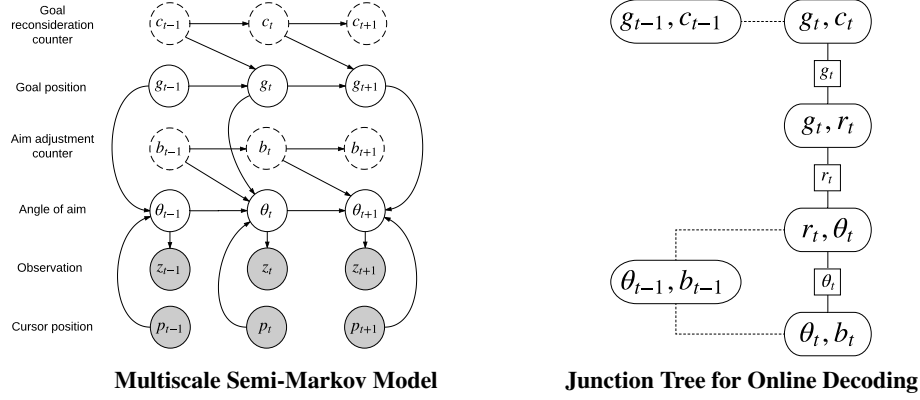 Goal
reconsideration
counter
c_{t−1} c_t c_{t+1}
Goal position
g_{t−1} g_t g_{t+1}
Aim adjustment
counter
b_{t−1} b_t b_{t+1}
Angle of aim
θ_{t−1} θ_t θ_{t+1}
Observation
z_{t−1} z_t z_{t+1}
Cursor position
p_{t−1} p_t p_{t+1}
Multiscale Semi-Markov Model
g_{t−1}, c_{t−1} g_t, c_t
g_t
g_t, r_t
r_t
r_t, θ_t
θ_{t−1}, b_{t−1}
θ_t
θ_t, b_t
Junction Tree for Online Decoding